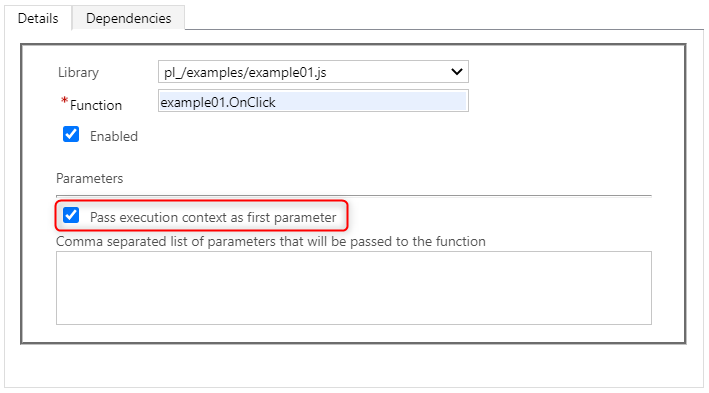 Details Dependencies
Library pl_/examples/example01.js
*Function example01.OnClick
Enabled
Parameters
Pass execution context as first parameter
Comma separated list of parameters that will be passed to the function